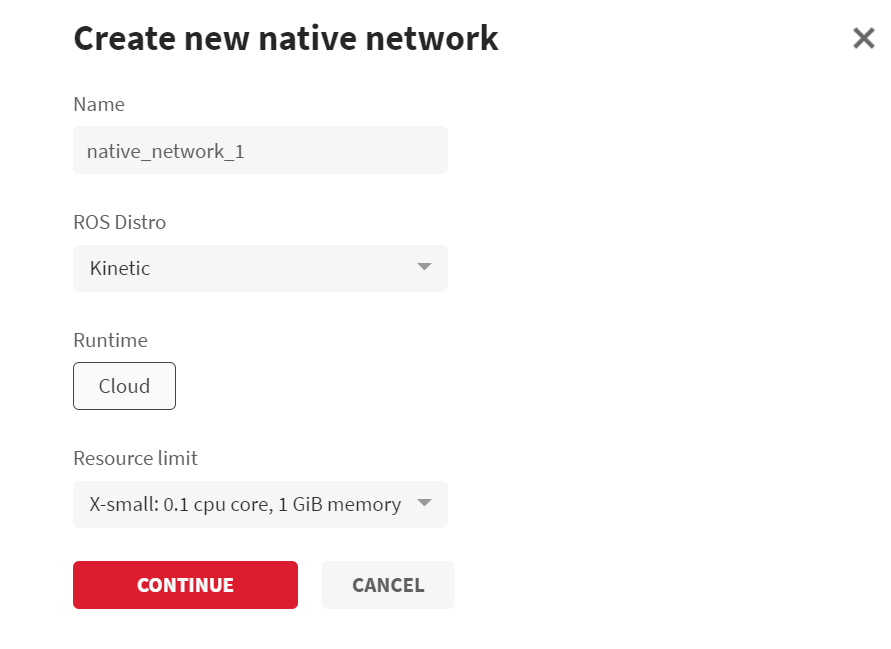 Create new native network
Name
native_network_1
ROS Distro
Kinetic
Runtime
Cloud
Resource limit
X-small: 0.1 cpu core, 1 GiB memory
CONTINUE CANCEL